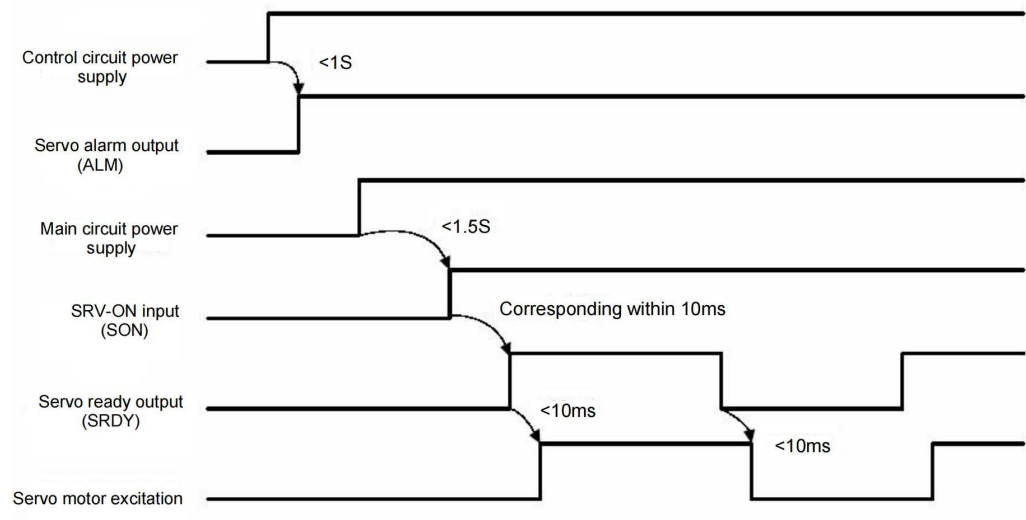 Control circuit power
supply
<1S
Servo alarm output
(ALM)
Main circuit power
supply
<1.5S
SRV-ON input
(SON)
Corresponding within 10ms
Servo ready output
(SRDY)
<10ms
<10ms
Servo motor excitation